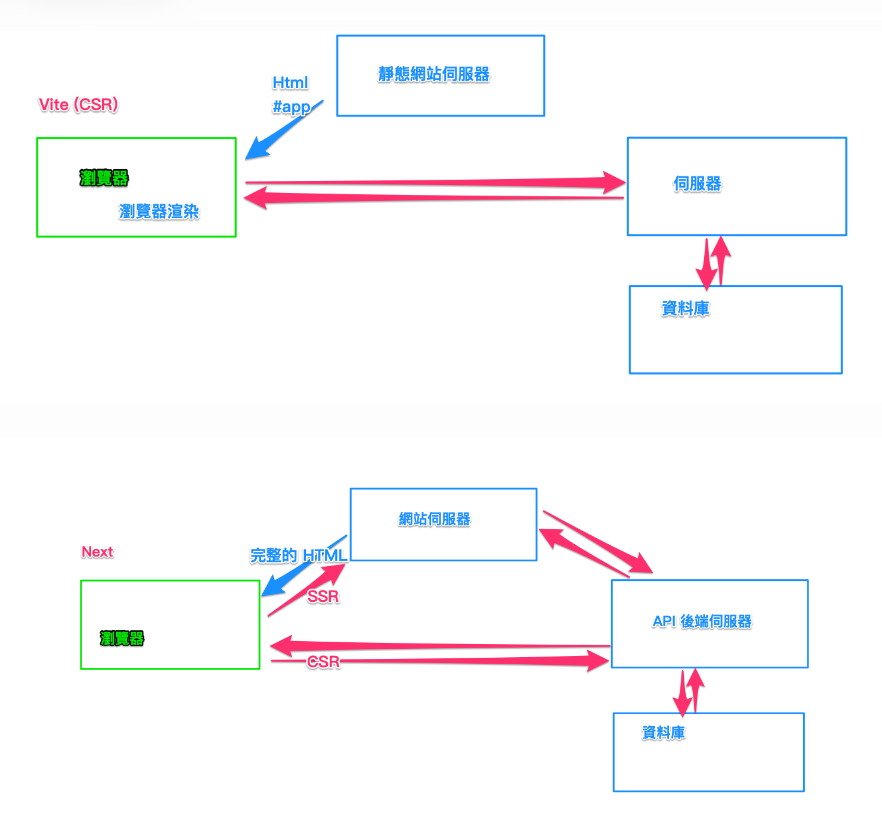 靜態網站伺服器
Html
#app
Vite (CSR)
瀏覽器
瀏覽器渲染
伺服器
資料庫
網站伺服器
Next
完整的 HTML
SSR
瀏覽器
API 後端伺服器
CSR
資料庫